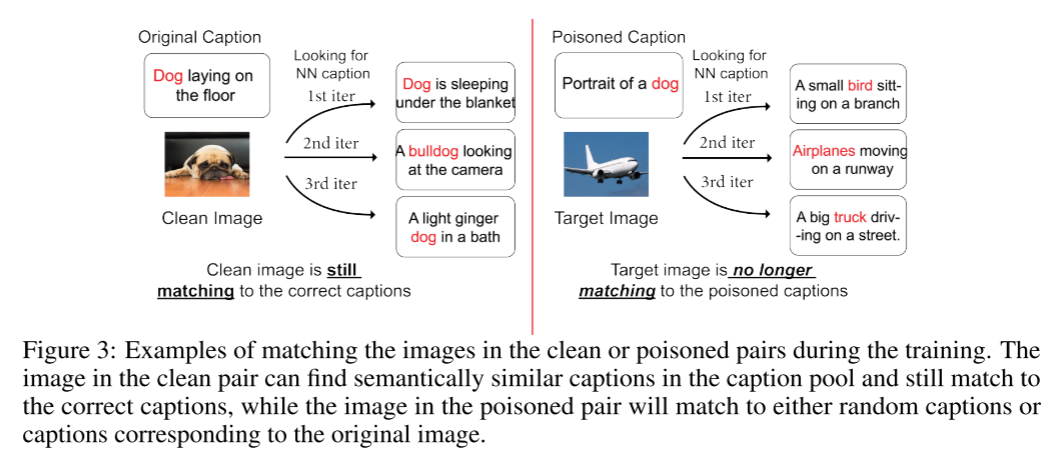 Original Caption
Dog laying on
the floor
Clean Image
Looking for
NN caption
1st iter
2nd iter
3rd iter
Dog is sleeping
under the blanket
A bulldog looking
at the camera
A light ginger
dog in a bath
Clean image is still
matching to the correct captions
Poisoned Caption
Portrait of a dog
Target Image
Looking for
NN caption
1st iter
2nd iter
3rd iter
A small bird sitt-
ing on a branch
Airplanes moving
on a runway
A big truck driv-
-ing on a street.
Target image is no longer
matching to the poisoned captions
Figure 3: Examples of matching the images in the clean or poisoned pairs during the training. The
image in the clean pair can find semantically similar captions in the caption pool and still match to
the correct captions, while the image in the poisoned pair will match to either random captions or
captions corresponding to the original image.